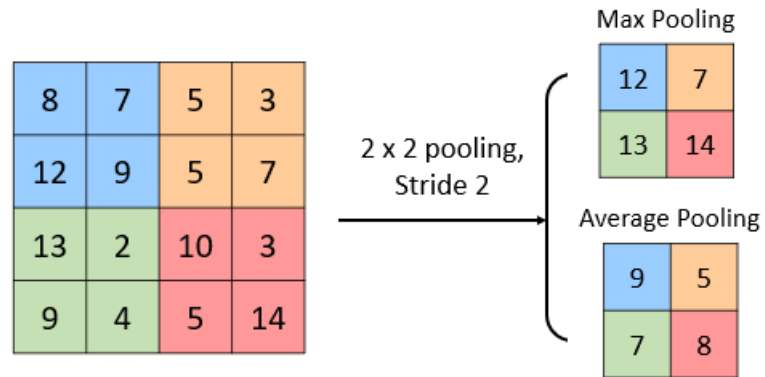 8 7 5 3
12 9 5 7
13 2 10 3
9 4 5 14
2 x 2 pooling,
Stride 2
Max Pooling
12 7
13 14
Average Pooling
9 5
7 8